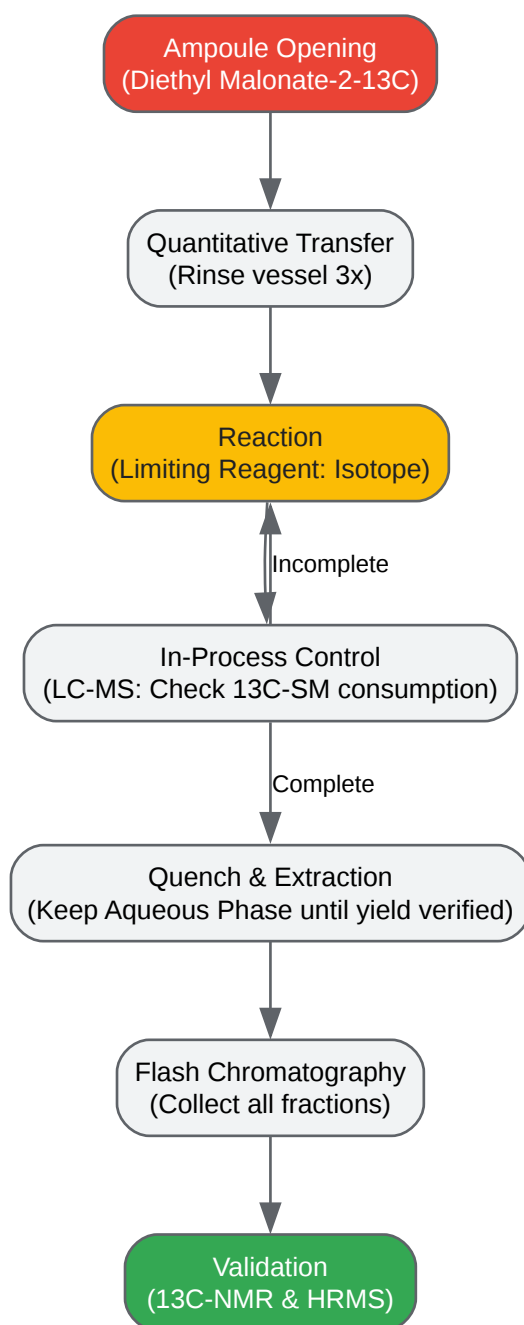 Ampoule Opening
(Diethyl Malonate-2-13C)
Quantitative Transfer
(Rinse vessel 3x)
Reaction
(Limiting Reagent: Isotope)
Incomplete
In-Process Control
(LC-MS: Check 13C-SM consumption)
Complete
Quench & Extraction
(Keep Aqueous Phase until yield verified)
Flash Chromatography
(Collect all fractions)
Validation
(13C-NMR & HRMS)